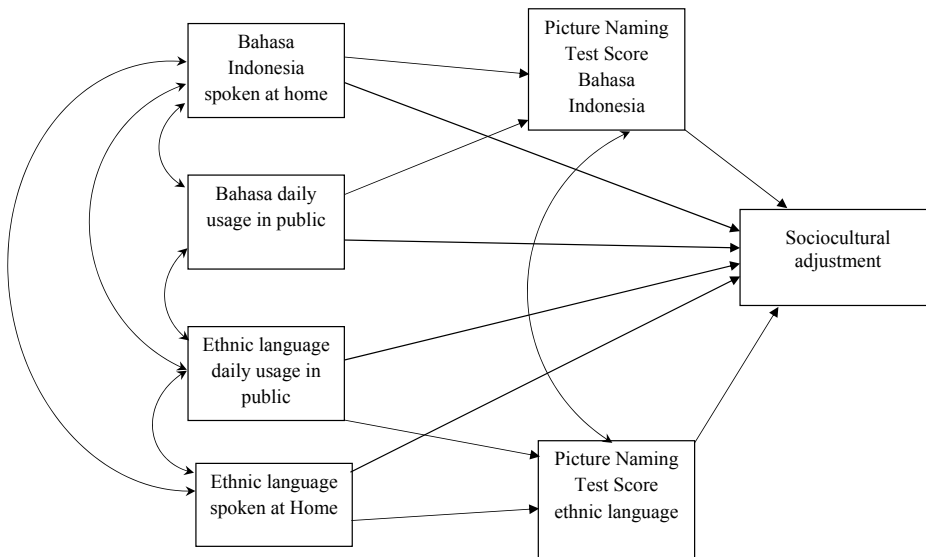 Bahasa
Indonesia
spoken at home
Picture Naming
Test Score
Bahasa
Indonesia
Bahasa daily
usage in public
Sociocultural
adjustment
Ethnic language
daily usage in
public
Ethnic language
spoken at Home
Picture Naming
Test Score
ethnic language